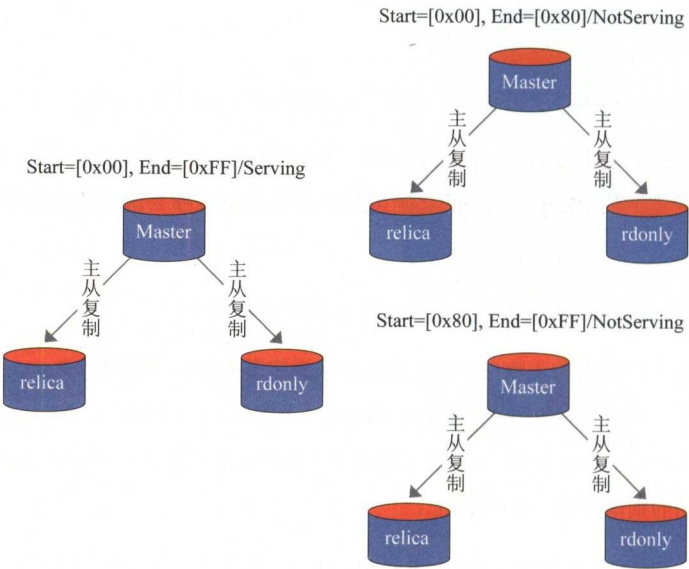 Start=[0x00], End=[0xFF]/Serving
Master
主从复制
主从复制
relica
rdonly
Start=[0x00], End=[0x80]/NotServing
Master
主从复制
主从复制
relica
rdonly
Start=[0x80], End=[0xFF]/NotServing
Master
主从复制
主从复制
relica
rdonly